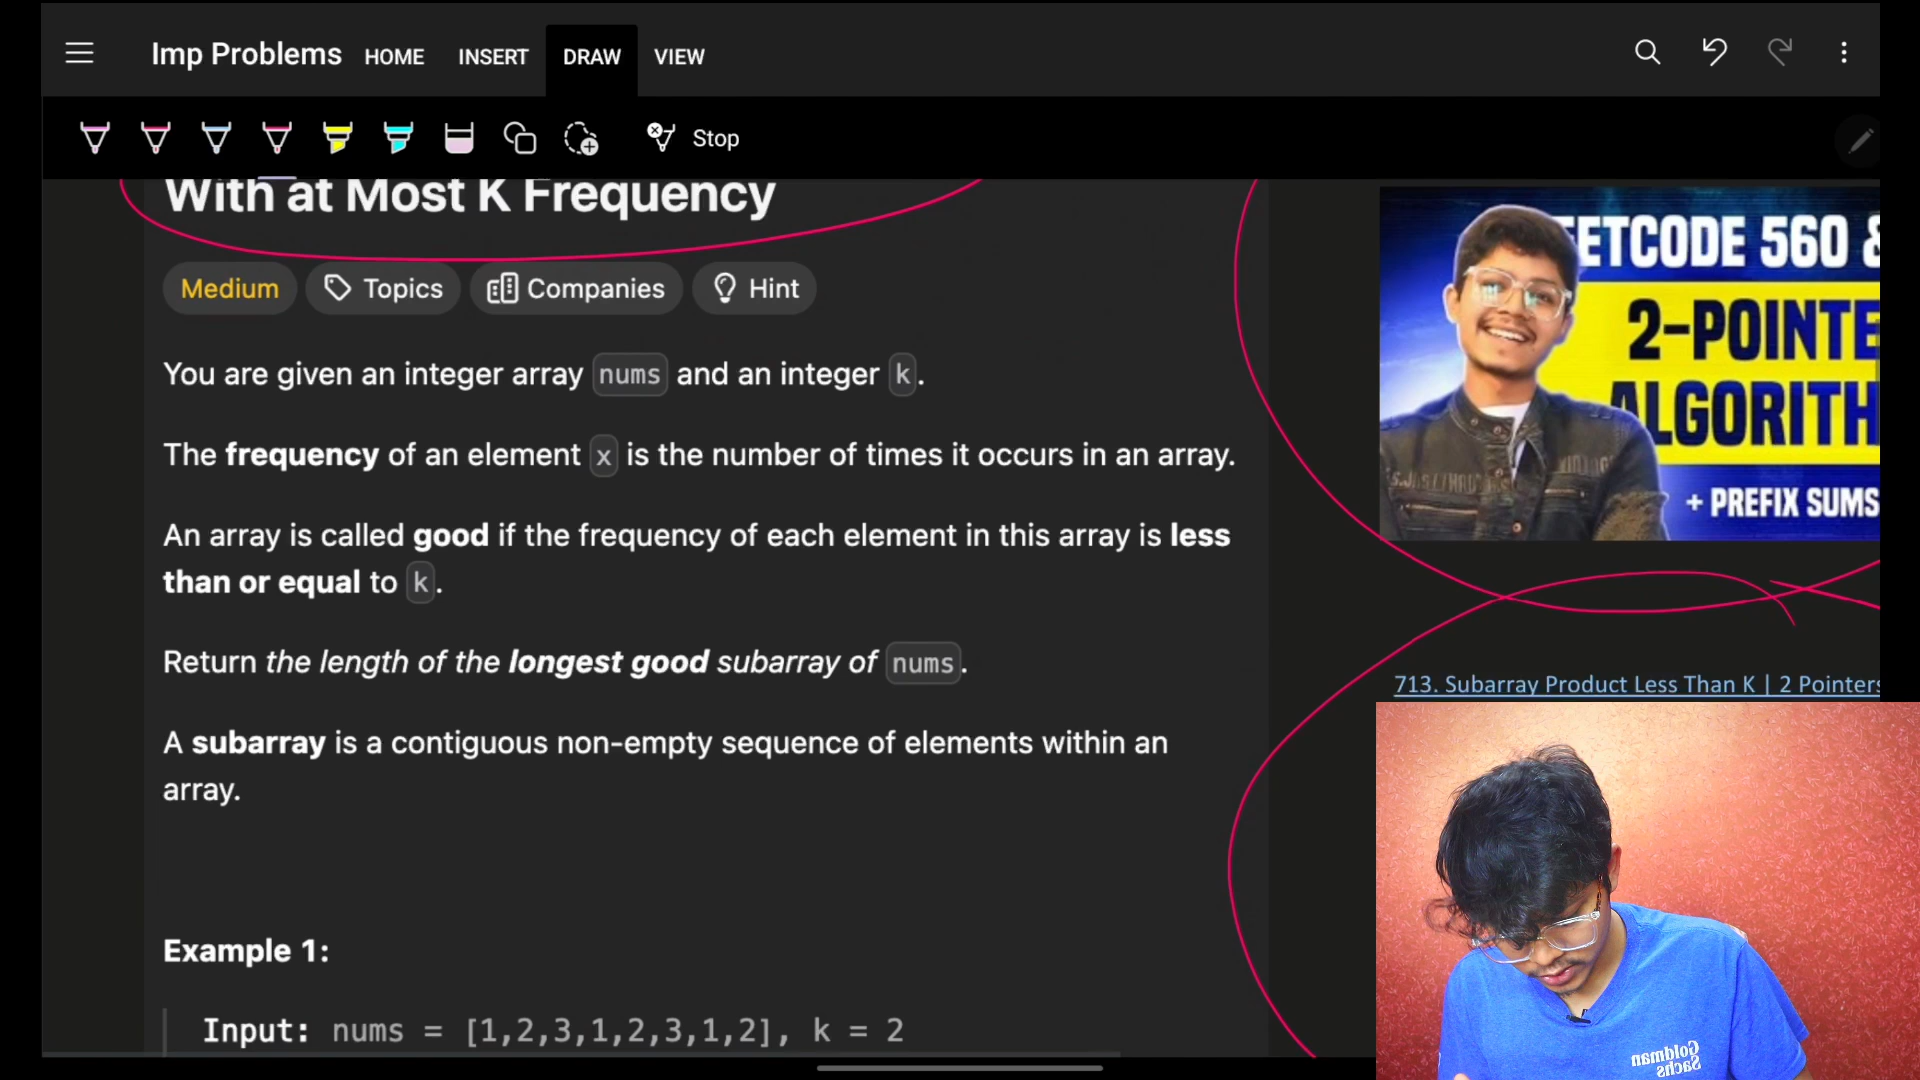 Imp Problems HOME INSERT DRAW VIEW
Stop
With at Most K Frequency
Medium Topics Companies Hint
You are given an integer array nums and an integer k.
The frequency of an element x is the number of times it occurs in an array.
An array is called good if the frequency of each element in this array is less
than or equal to k.
Return the length of the longest good subarray of nums.
A subarray is a contiguous non-empty sequence of elements within an
array.
Example 1:
Input: nums = [1,2,3,1,2,3,1,2], k = 2
EETCODE 560 &
2-POINTE
ALGORITH
+ PREFIX SUMS
713. Subarray Product Less Than K | 2 Pointers
Goldman
Sachs